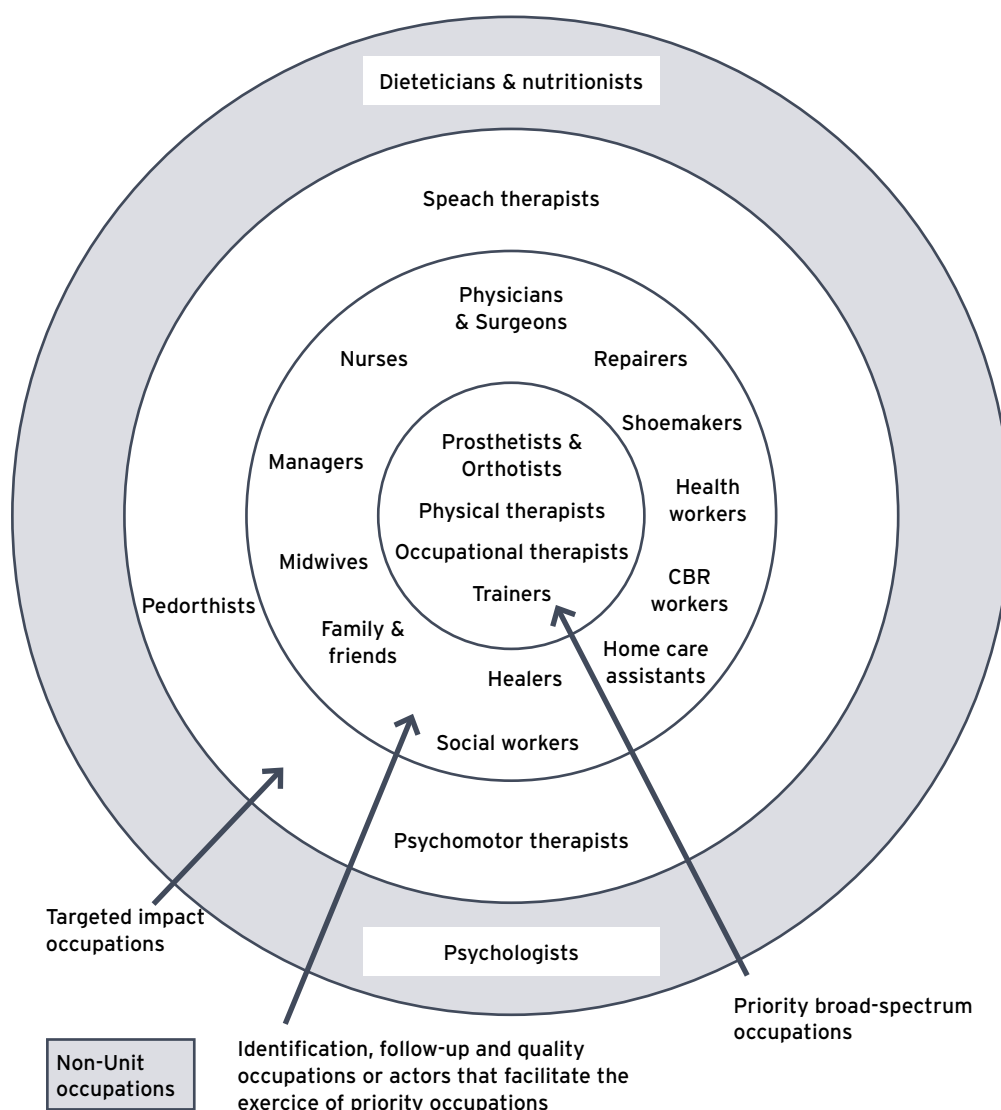 Dieteticians & nutritionists
Speach therapists
Physicians
& Surgeons
Nurses
Repairers
Shoemakers
Prosthetists &
Orthotists
Managers
Health
workers
Physical therapists
Occupational therapists
Midwives
CBR
workers
Trainers
Pedorthists
Family &
friends
Home care
assistants
Healers
Social workers
Psychomotor therapists
Targeted impact
occupations
Psychologists
Priority broad-spectrum
occupations
Non-Unit
occupations
Identification, follow-up and quality
occupations or actors that facilitate the
exercice of priority occupations